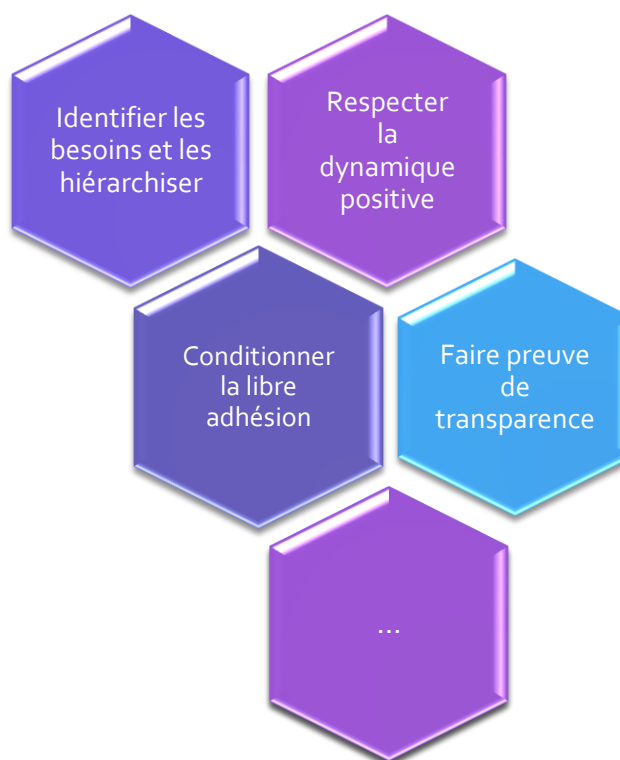 Identifier les
besoins et les
hiérarchiser
Respecter
la
dynamique
positive
Conditionner
la libre
adhésion
Faire preuve
de
transparence
...